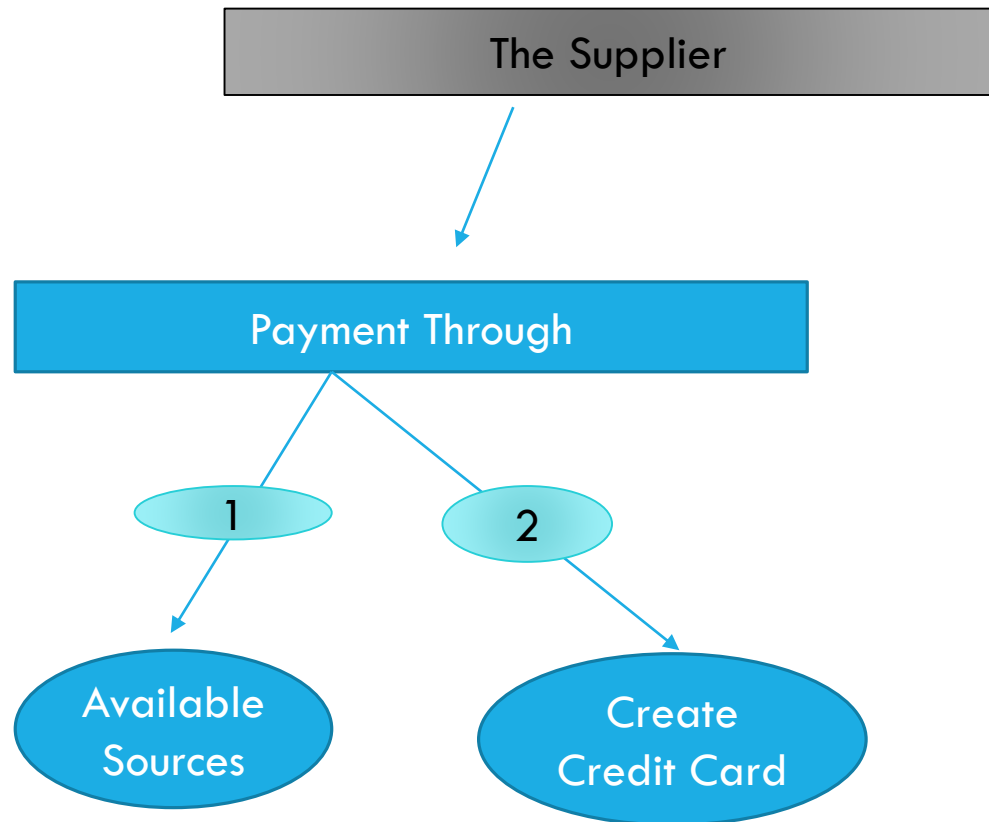 The Supplier
Payment Through
1
2
Available
Sources
Create
Credit Card